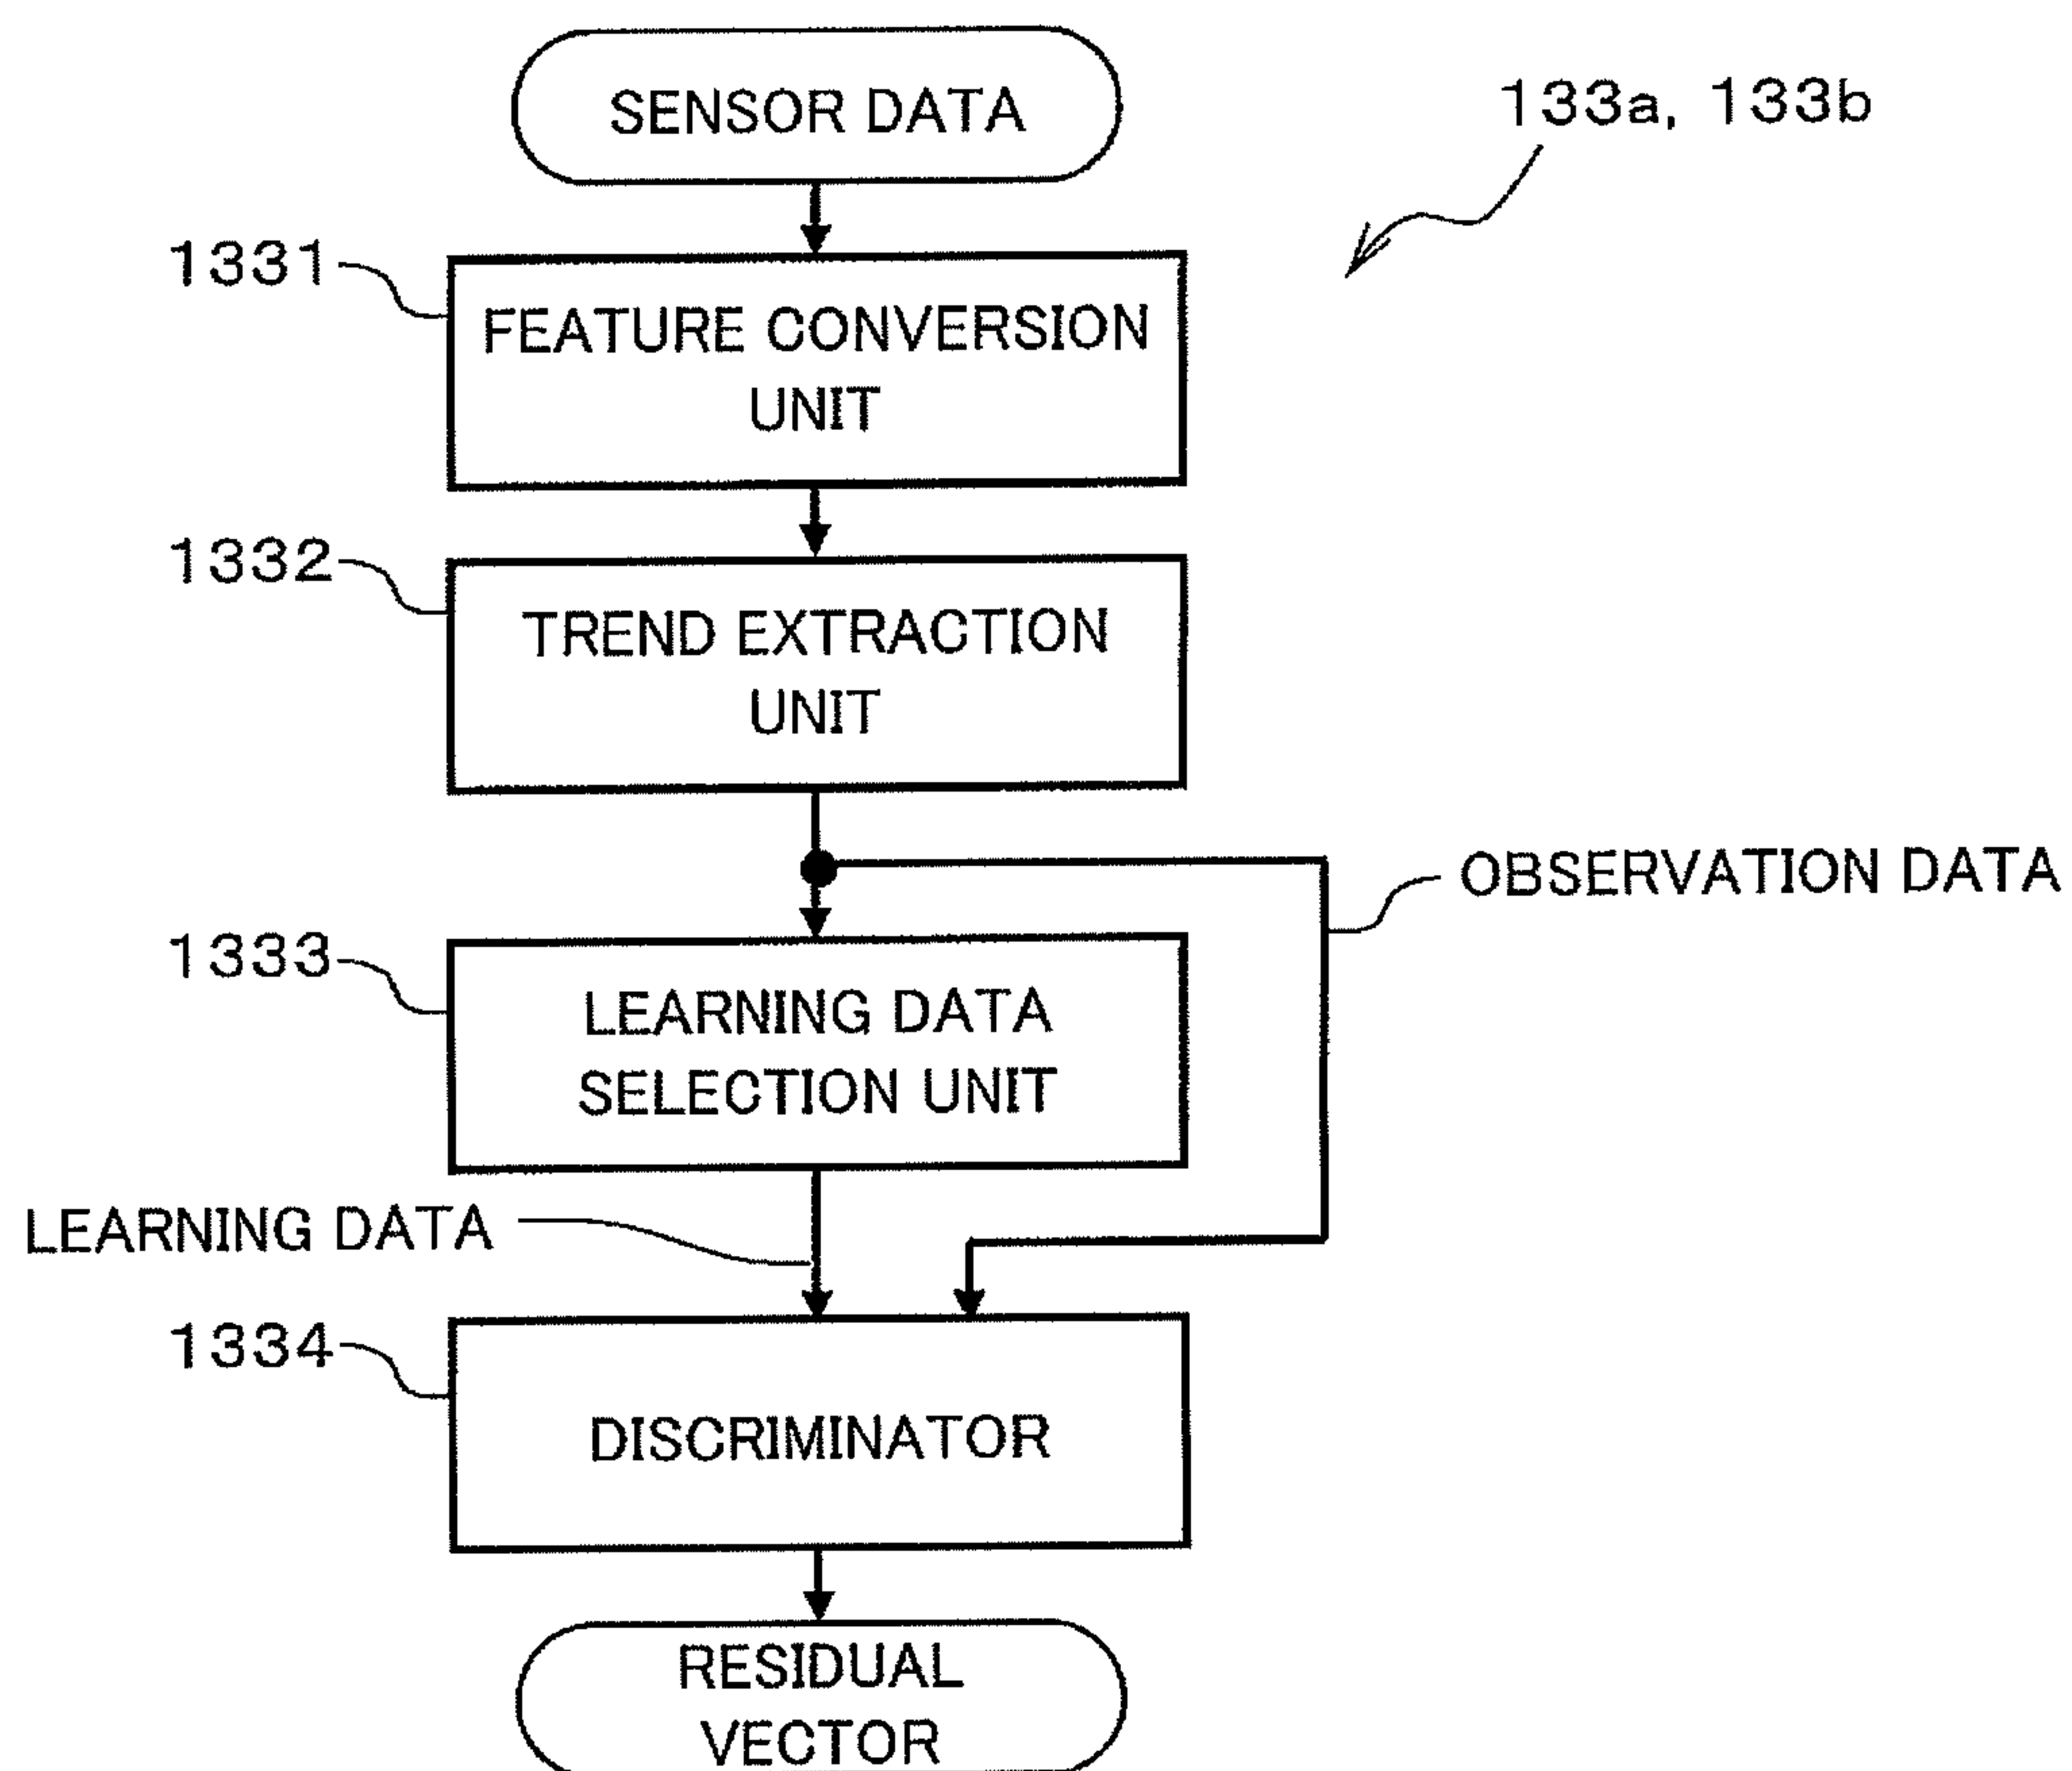 SENSOR DATA
133a, 133b
1331
FEATURE CONVERSION
UNIT
1332
TREND EXTRACTION
UNIT
OBSERVATION DATA
1333
LEARNING DATA
SELECTION UNIT
LEARNING DATA
1334
DISCRIMINATOR
RESIDUAL
VECTOR